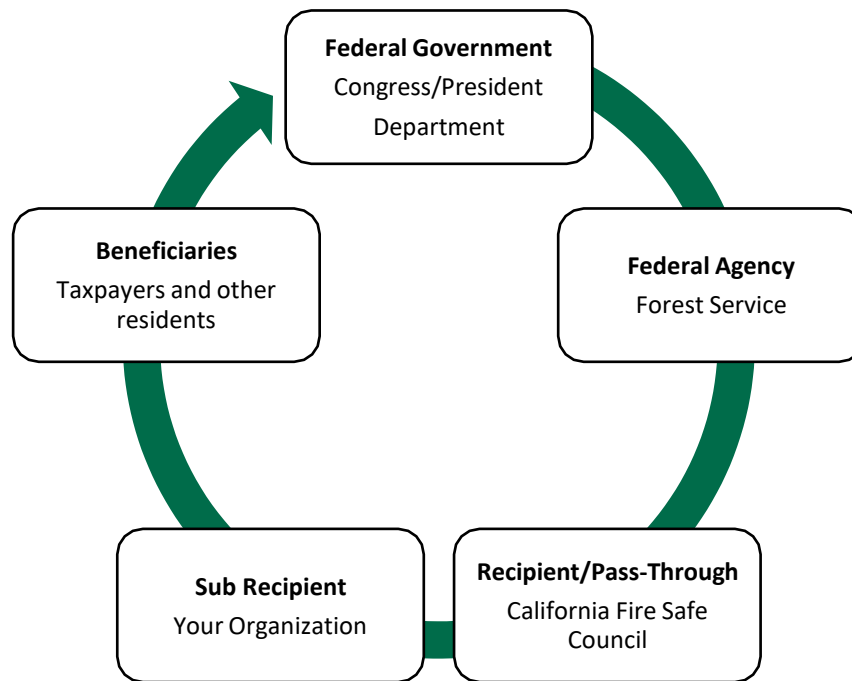 Federal Government
Congress/President
Department
Federal Agency
Forest Service
Recipient/Pass-Through
California Fire Safe
Council
Sub Recipient
Your Organization
Beneficiaries
Taxpayers and other
residents